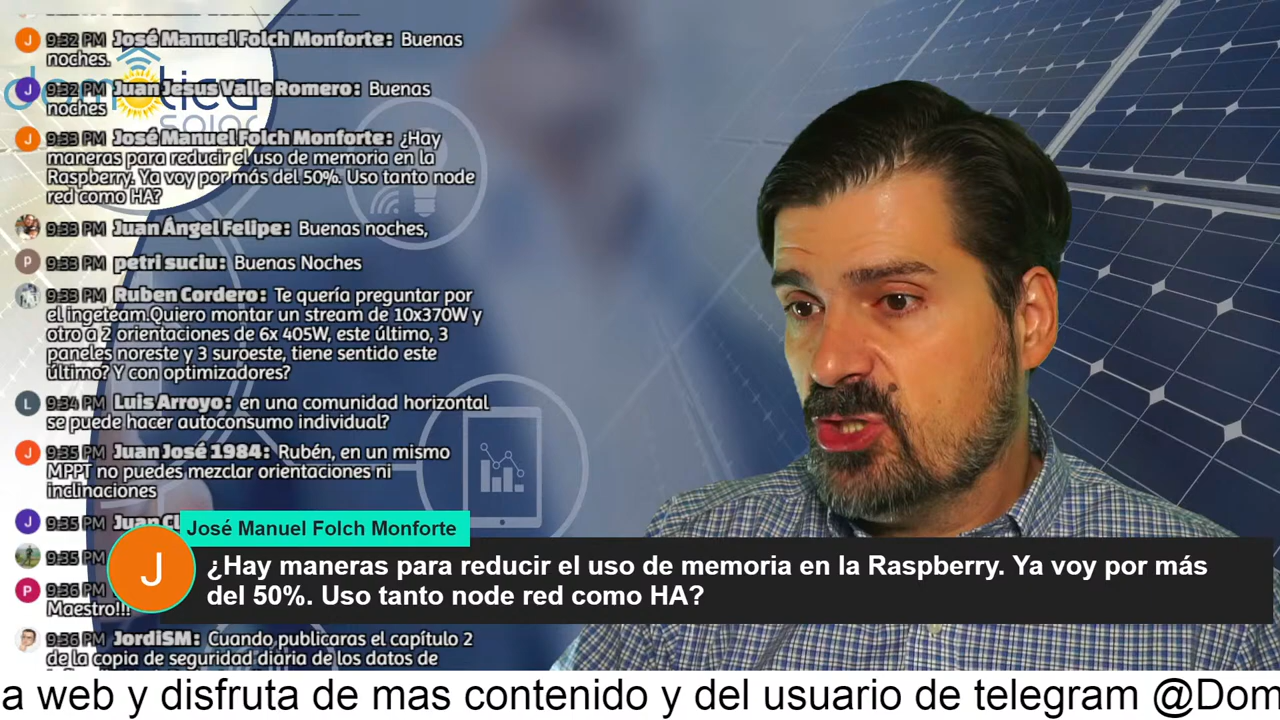 9:32 PM José Manuel Folch Monforte: Buenas
noches.
domotica
solar
9:32 PM Juan Jesus Valle Romero: Buenas
noches
9:33 PM José Manuel Folch Monforte: ¿Hay
maneras para reducir el uso de memoria en la
Raspberry. Ya voy por más del 50%. Uso tanto node
red como HA?
9:33 PM Juan Ángel Felipe: Buenas noches,
P 9:33 PM petri suciu: Buenas Noches
9:33 PM Ruben Cordero: Te quería preguntar por
el ingeteam.Quiero montar un stream de 10x370W y
otro a 2 orientaciones de 6x 405W, este último, 3
paneles noreste y 3 suroeste, tiene sentido este
último? Y con optimizadores?
L 9:34 PM Luis Arroyo: en una comunidad horizontal
se puede hacer autoconsumo individual?
J 9:35 PM Juan José 1984: Rubén, en un mismo
MPPT no puedes mezclar orientaciones ni
inclinaciones
J 9:35 PM Juan
9:35 PM
P 9:36 PM
Maestro!!!
9:36 PM JordiSM: Cuando publicaras el capítulo 2
de la copia de seguridad diaria de los datos de
José Manuel Folch Monforte
J
¿Hay maneras para reducir el uso de memoria en la Raspberry. Ya voy por más
del 50%. Uso tanto node red como HA?
a web y disfruta de mas contenido y del usuario de telegram @Dom